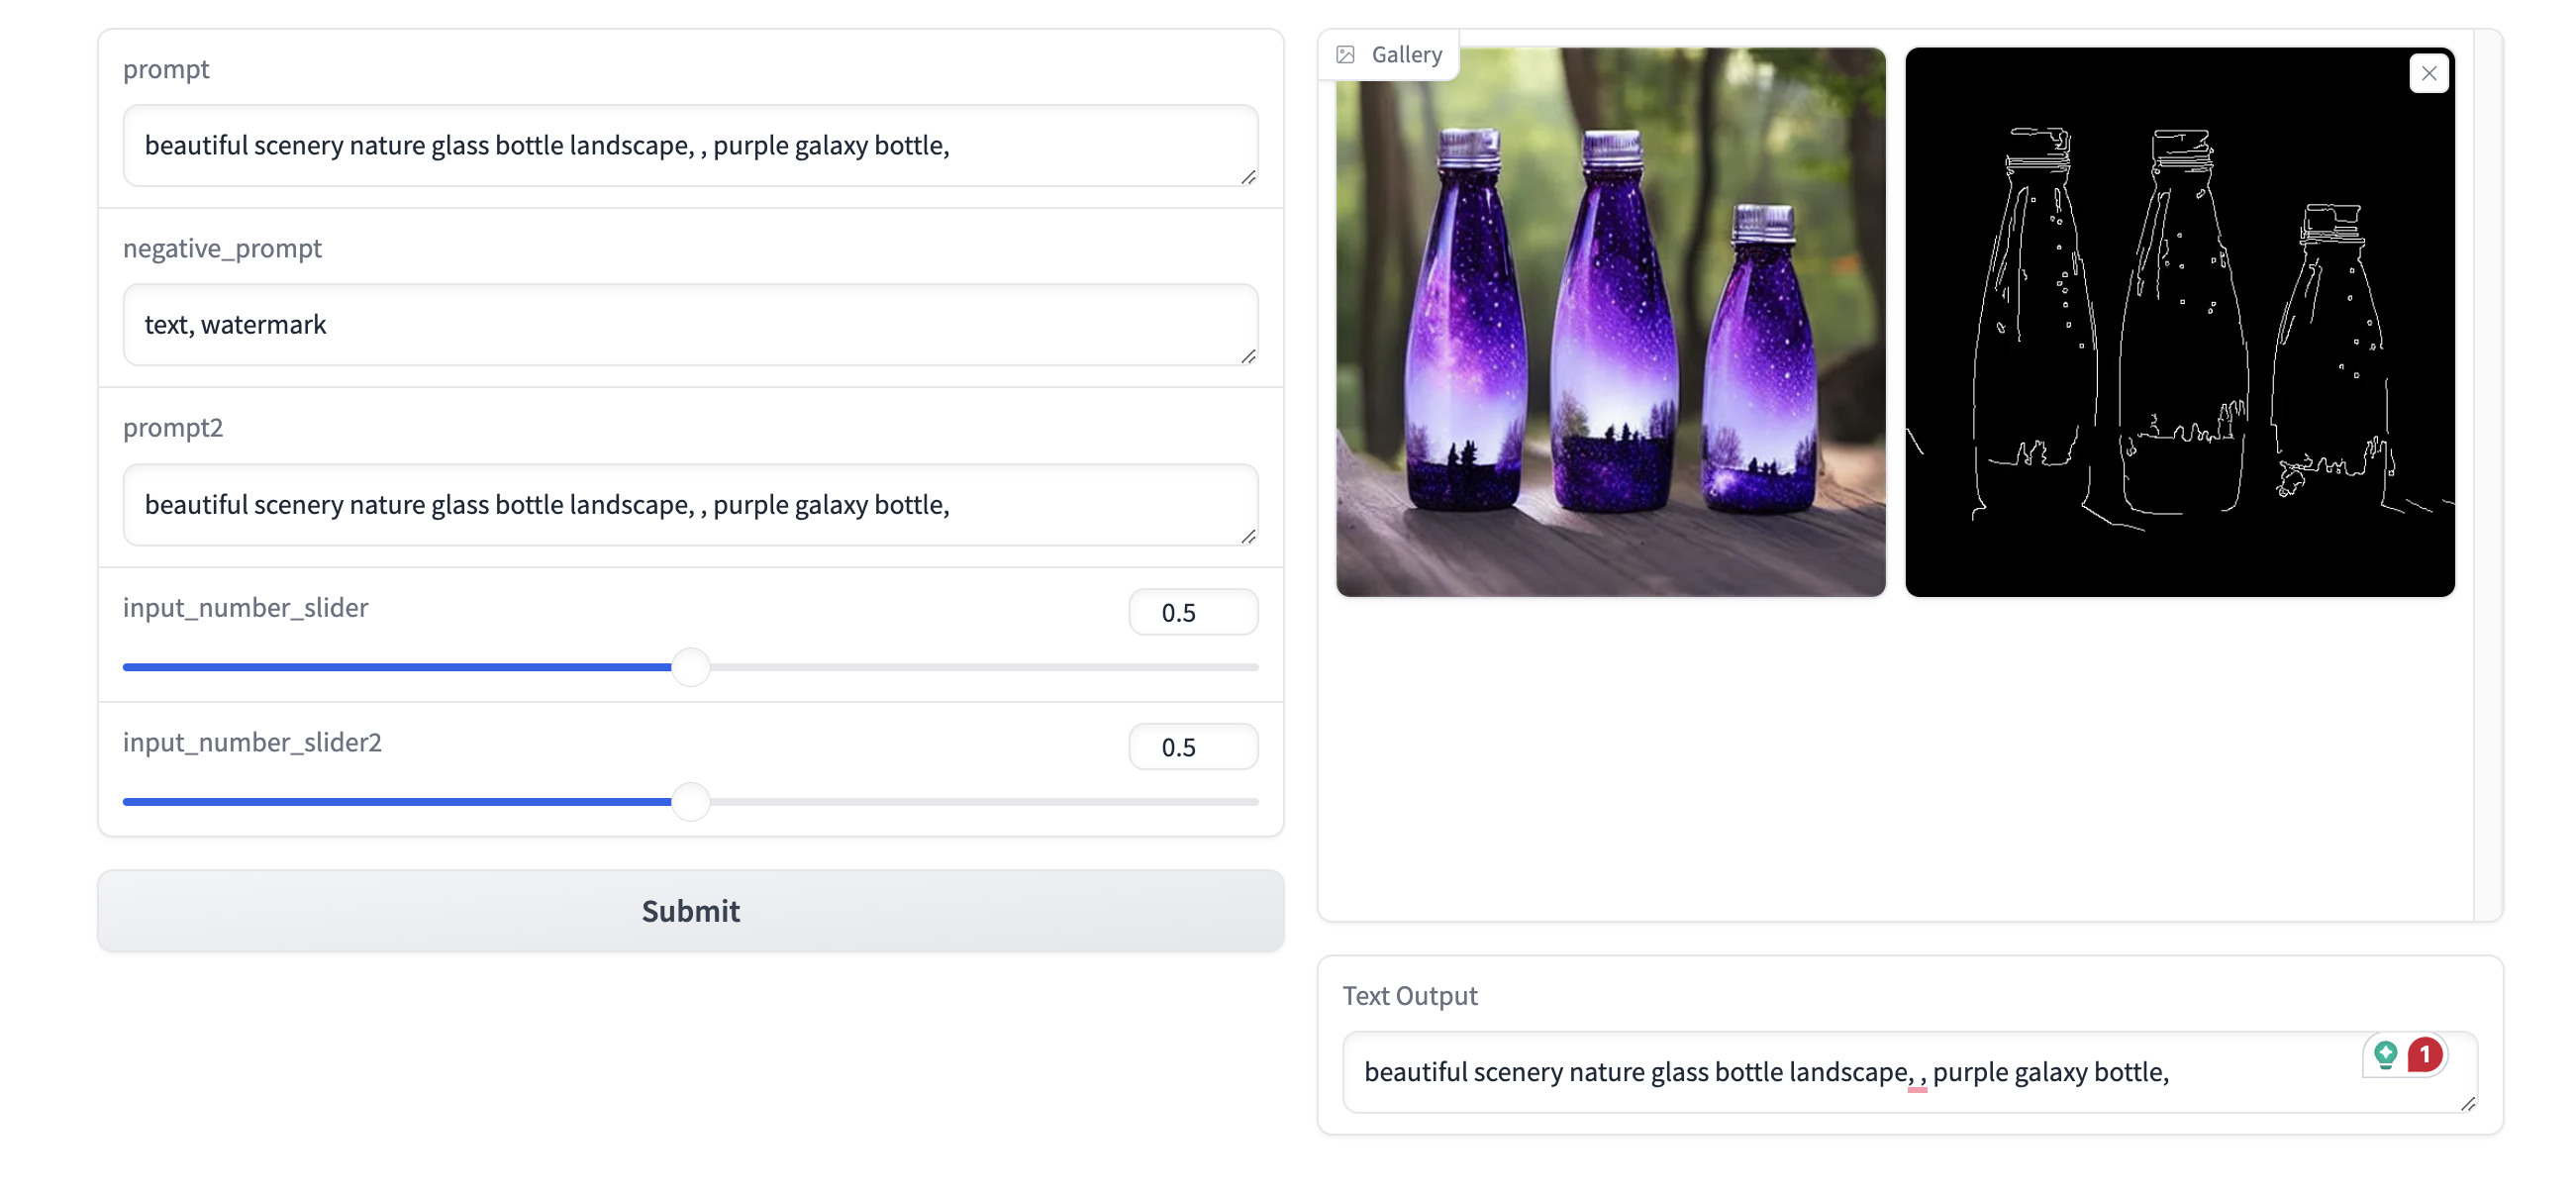 prompt
beautiful scenery nature glass bottle landscape, , purple galaxy bottle,
negative_prompt
text, watermark
prompt2
beautiful scenery nature glass bottle landscape, , purple galaxy bottle,
input_number_slider
0.5
input_number_slider2
0.5
Submit
Gallery
Text Output
beautiful scenery nature glass bottle landscape, , purple galaxy bottle,
1